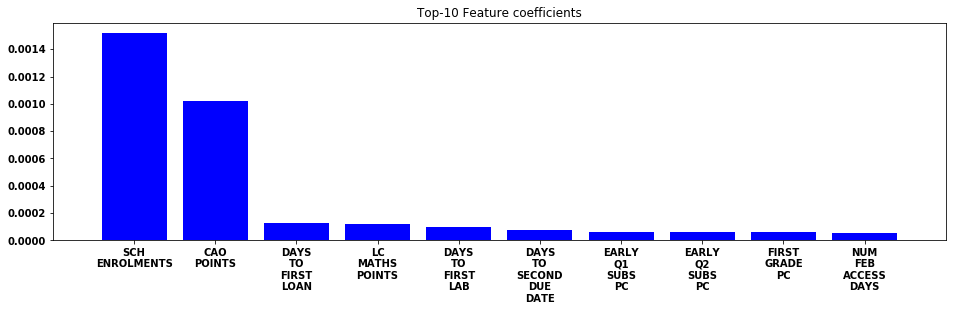 Top-10 Feature coefficients
0.0014
0.0012
0.0010
0.0008
0.0006
0.0004
0.0002
0.0000
SCH ENROLMENTS
CAO POINTS
DAYS TO FIRST LOAN
LC MATHS POINTS
DAYS TO FIRST LAB
DAYS TO SECOND DUE DATE
EARLY Q1 SUBS PC
EARLY Q2 SUBS PC
FIRST GRADE PC
NUM FEB ACCESS DAYS